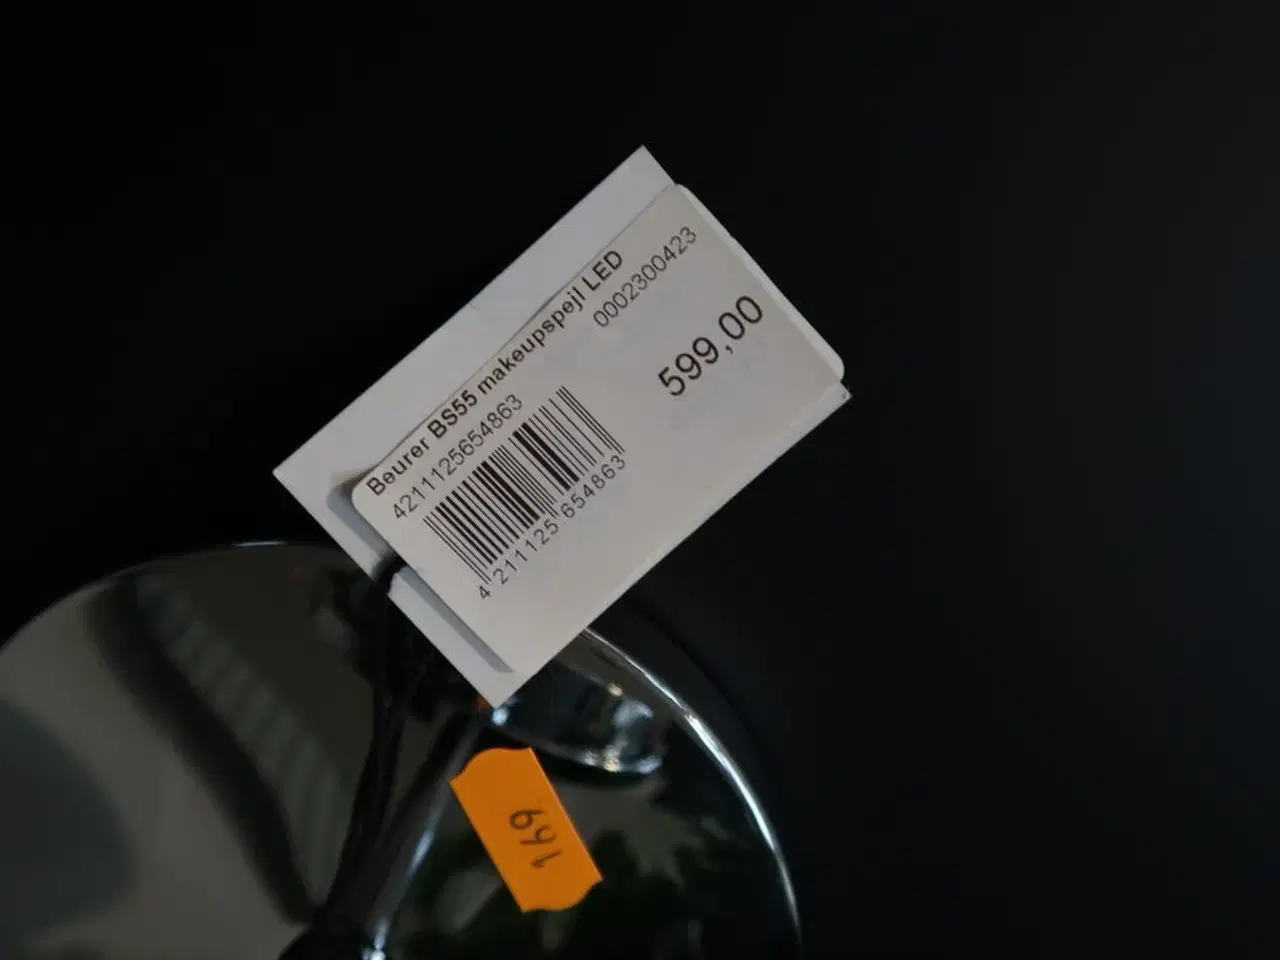 Beurer BS55 makeupspejl LED
4211125654863
0002300423
599,00
4 211125 654863
169